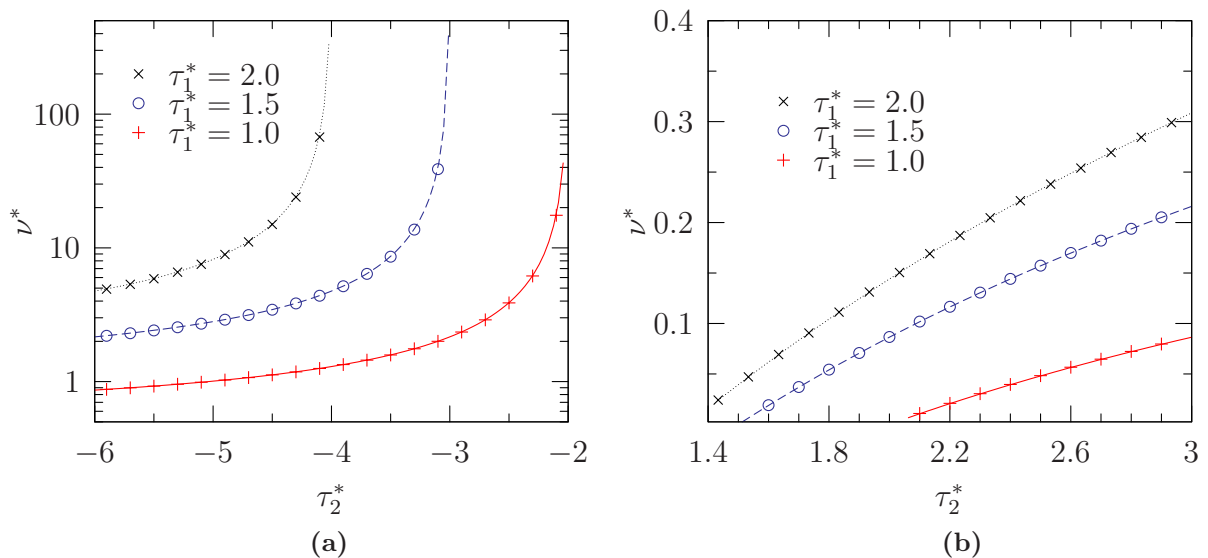 100
10
1
ν*
τ₁* = 2.0
τ₁* = 1.5
τ₁* = 1.0
−6 −5 −4 −3 −2
τ₂*
(a)
0.4
0.3
0.2
0.1
ν*
τ₁* = 2.0
τ₁* = 1.5
τ₁* = 1.0
1.4 1.8 2.2 2.6 3
τ₂*
(b)